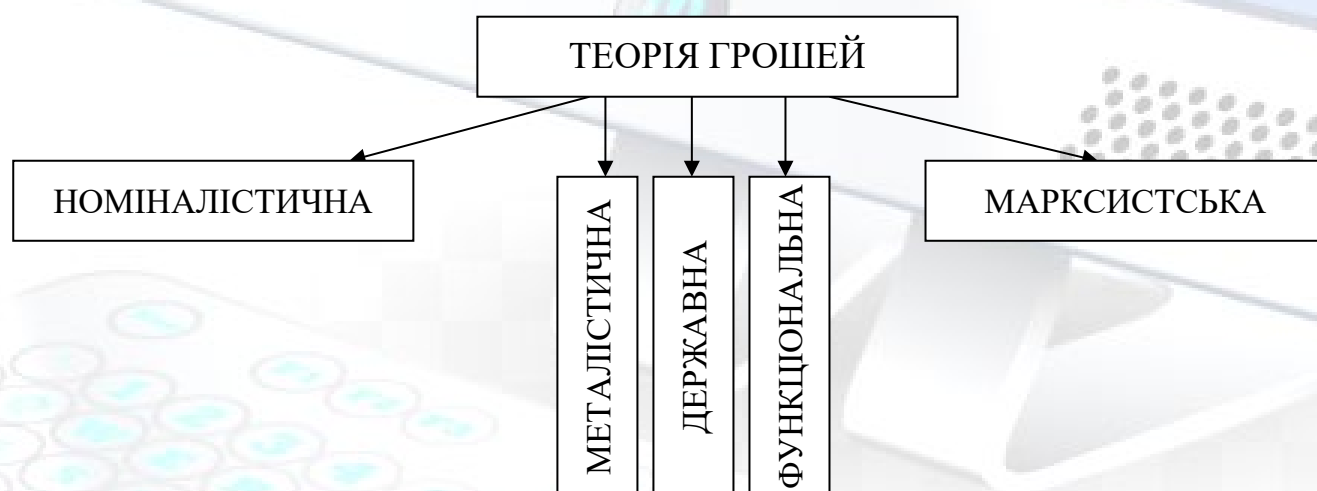 ТЕОРІЯ ГРОШЕЙ
НОМІНАЛІСТИЧНА
МЕТАЛІСТИЧНА
ДЕРЖАВНА
ФУНКЦІОНАЛЬНА
МАРКСИСТСЬКА